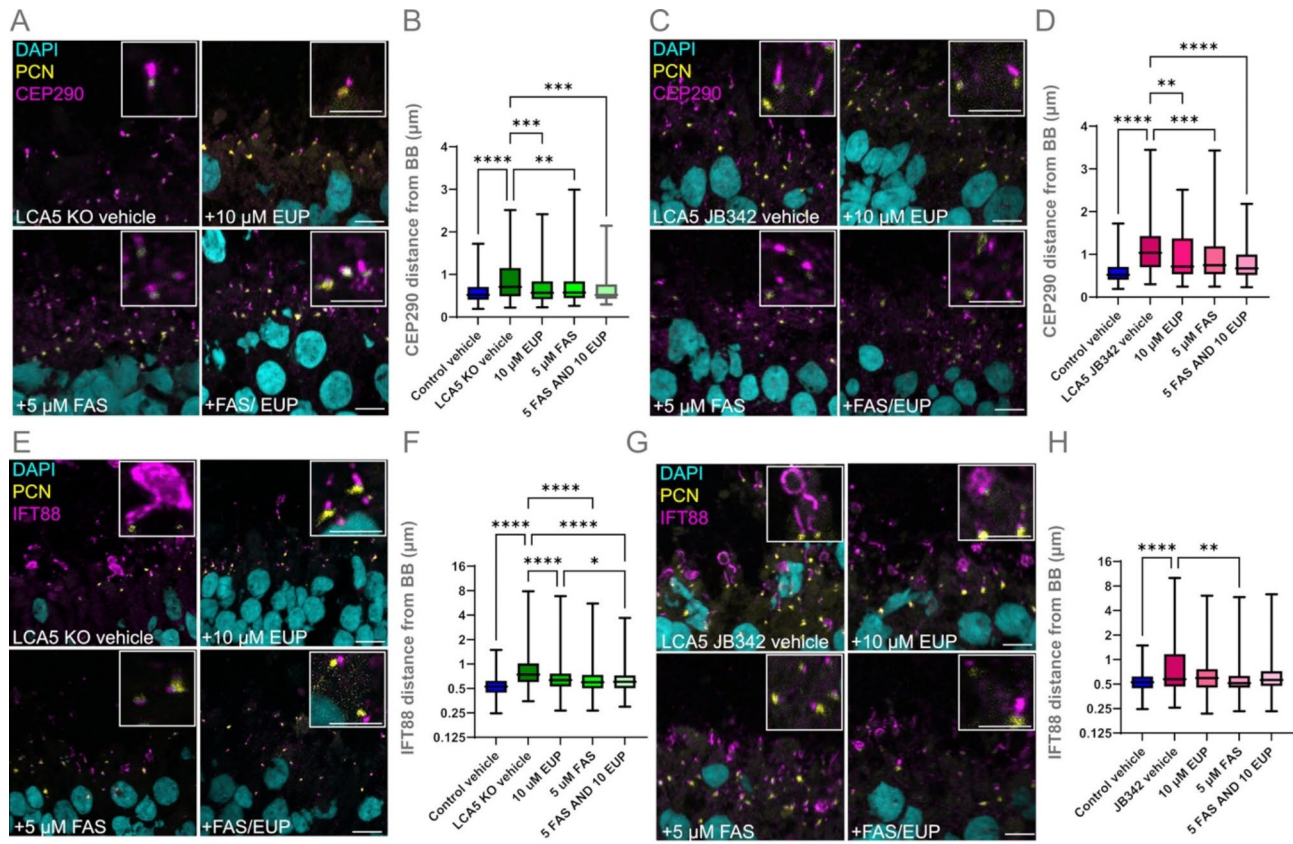 A
DAPI
PCN
CEP290
LCA5 KO vehicle
+10 µM EUP
+5 µM FAS
+FAS/ EUP
B
CEP290 distance from BB (µm)
4
3
2
1
0
***
***
****
**
Control vehicle
LCA5 KO vehicle
10 µM EUP
5 µM FAS
5 FAS AND 10 EUP
C
DAPI
PCN
CEP290
LCA5 JB342 vehicle
+10 µM EUP
+5 µM FAS
+FAS/EUP
D
CEP290 distance from BB (µm)
4
3
2
1
0
****
**
****
***
Control vehicle
LCA5 JB342 vehicle
10 µM EUP
5 µM FAS
5 FAS AND 10 EUP
E
DAPI
PCN
IFT88
LCA5 KO vehicle
+10 µM EUP
+5 µM FAS
+FAS/EUP
F
IFT88 distance from BB (µm)
16
8
4
2
1
0.5
0.25
0.125
****
****
****
****
*
Control vehicle
LCA5 KO vehicle
10 uM EUP
5 uM FAS
5 FAS AND 10 EUP
G
DAPI
PCN
IFT88
LCA5 JB342 vehicle
+10 µM EUP
+5 µM FAS
+FAS/EUP
H
IFT88 distance from BB (µm)
16
8
4
2
1
0.5
0.25
0.125
****
**
Control vehicle
JB342 vehicle
10 µM EUP
5 µM FAS
5 FAS AND 10 EUP